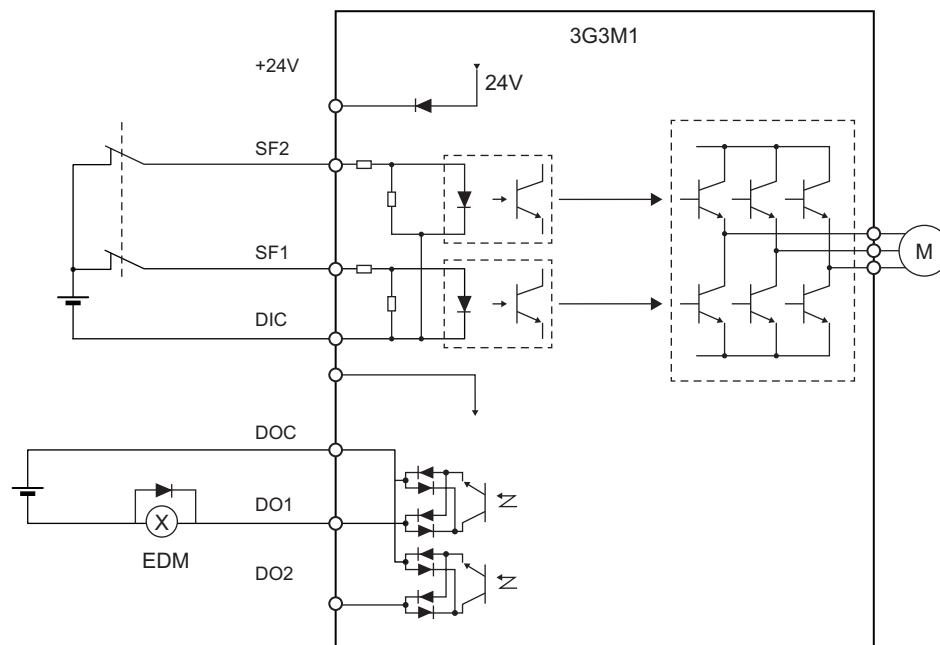 3G3M1
+24V
24V
SF2
SF1
M
DIC
DOC
DO1
X
EDM
DO2